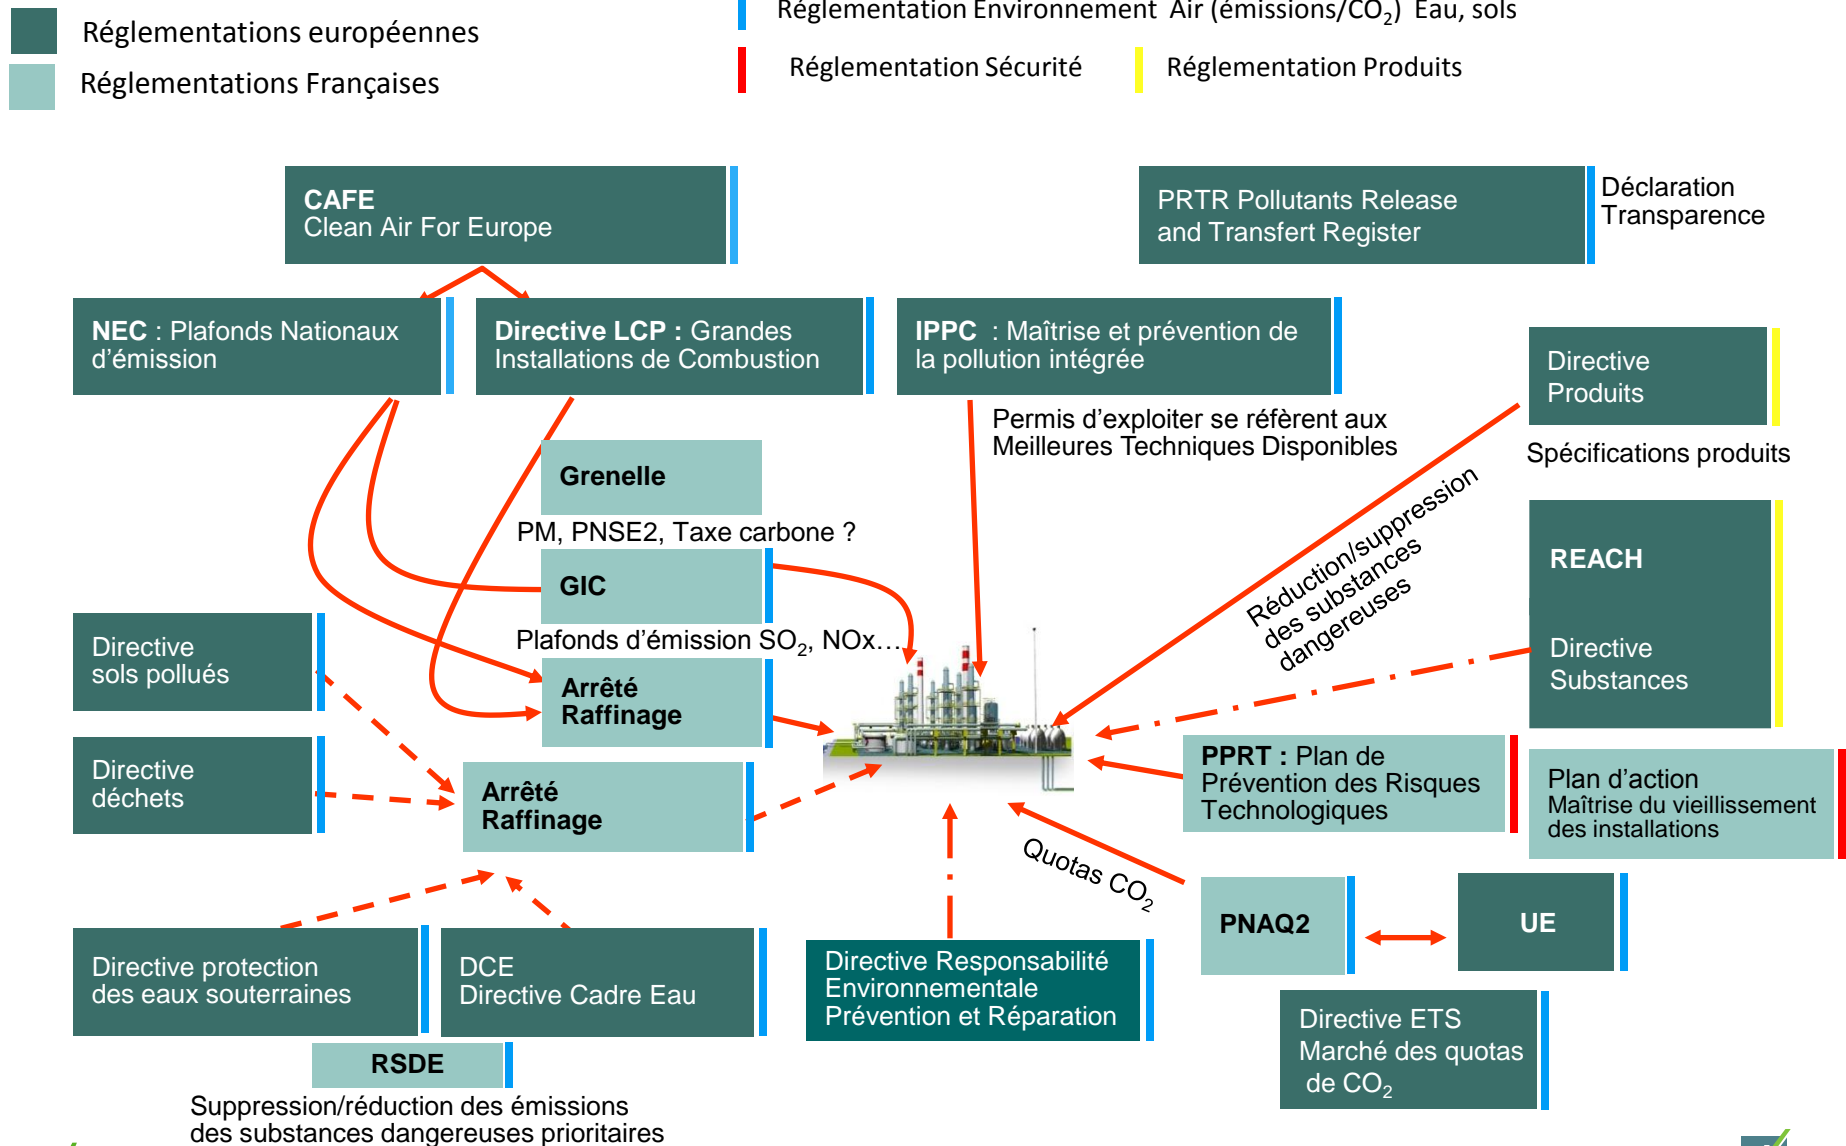 Réglementations européennes
Réglementations Françaises
Réglementation Environnement Air (émissions/CO₂) Eau, sols
Réglementation Sécurité
Réglementation Produits
CAFE
Clean Air For Europe
PRTR Pollutants Release
and Transfert Register
Déclaration
Transparence
NEC : Plafonds Nationaux
d'émission
Directive LCP : Grandes
Installations de Combustion
IPPC : Maîtrise et prévention de
la pollution intégrée
Directive
Produits
Permis d'exploiter se réfèrent aux
Meilleures Techniques Disponibles
Spécifications produits
Grenelle
PM, PNSE2, Taxe carbone ?
GIC
Plafonds d'émission SO₂, NOx…
Réduction/suppression
des substances
dangereuses
REACH
Directive
Substances
Directive
sols pollués
Arrêté
Raffinage
Directive
déchets
Arrêté
Raffinage
PPRT : Plan de
Prévention des Risques
Technologiques
Plan d'action
Maîtrise du vieillissement
des installations
Quotas CO₂
PNAQ2
UE
Directive protection
des eaux souterraines
DCE
Directive Cadre Eau
Directive Responsabilité
Environnementale
Prévention et Réparation
Directive ETS
Marché des quotas
de CO₂
RSDE
Suppression/réduction des émissions
des substances dangereuses prioritaires